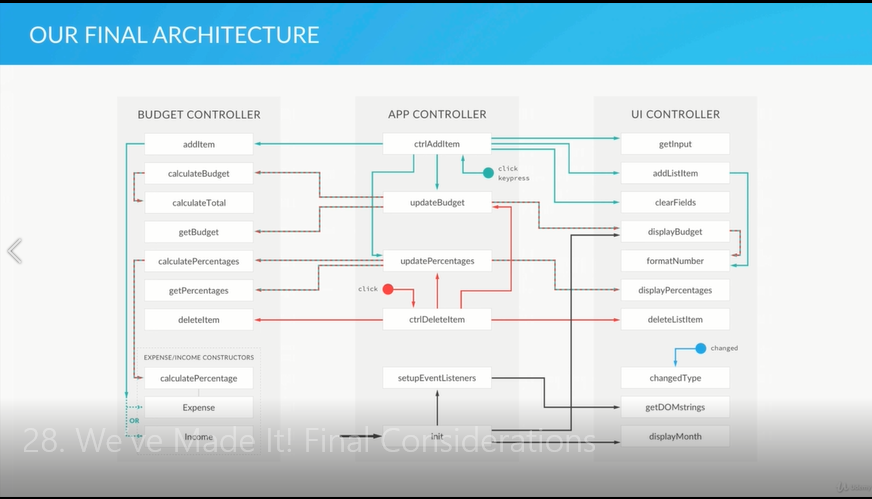 OUR FINAL ARCHITECTURE
BUDGET CONTROLLER
addItem
calculateBudget
calculateTotal
getBudget
calculatePercentages
getPercentages
deleteItem
EXPENSE/INCOME CONSTRUCTORS
calculatePercentage
Expense
OR
Income
APP CONTROLLER
ctrlAddItem
click
keypress
updateBudget
updatePercentages
click
ctrlDeleteItem
setupEventListeners
init
UI CONTROLLER
getInput
addListItem
clearFields
displayBudget
formatNumber
displayPercentages
deleteListItem
changed
changedType
getDOMstrings
displayMonth
28. We've Made It! Final Considerations